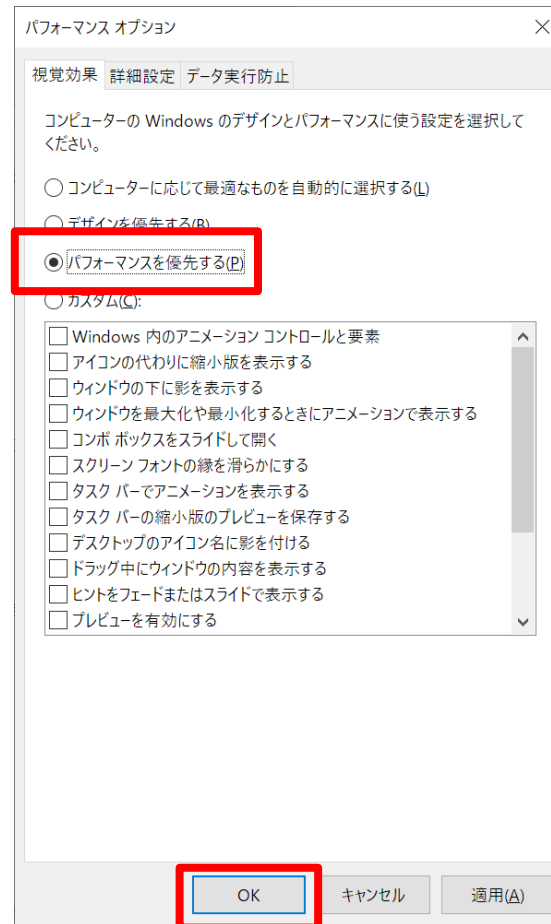 パフォーマンス オプション
視覚効果 詳細設定 データ実行防止
コンピューターの Windows のデザインとパフォーマンスに使う設定を選択して
ください。
コンピューターに応じて最適なものを自動的に選択する(L)
デザインを優先する(B)
パフォーマンスを優先する(P)
カスタム(C):
Windows 内のアニメーション コントロールと要素
アイコンの代わりに縮小版を表示する
ウィンドウの下に影を表示する
ウィンドウを最大化や最小化するときにアニメーションで表示する
コンボ ボックスをスライドして開く
スクリーン フォントの縁を滑らかにする
タスク バーでアニメーションを表示する
タスク バーの縮小版のプレビューを保存する
デスクトップのアイコン名に影を付ける
ドラッグ中にウィンドウの内容を表示する
ヒントをフェードまたはスライドで表示する
プレビューを有効にする
OK キャンセル 適用(A)